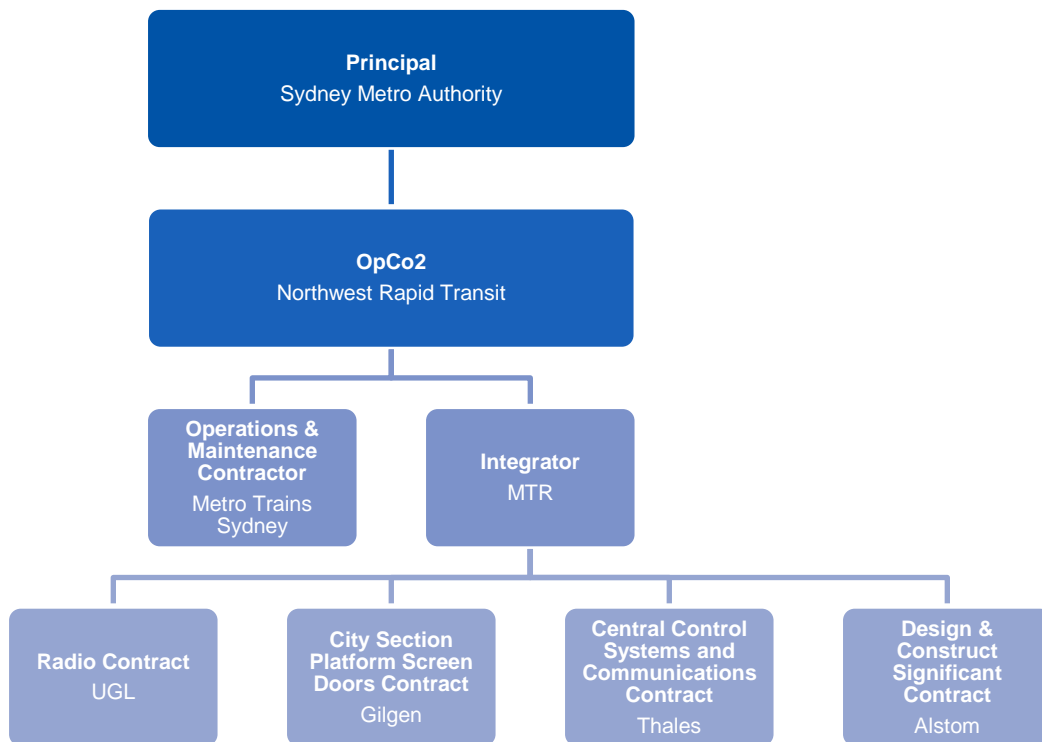 Principal
Sydney Metro Authority
OpCo2
Northwest Rapid Transit
Operations &
Maintenance
Contractor
Metro Trains
Sydney
Integrator
MTR
Radio Contract
UGL
City Section
Platform Screen
Doors Contract
Gilgen
Central Control
Systems and
Communications
Contract
Thales
Design &
Construct
Significant
Contract
Alstom